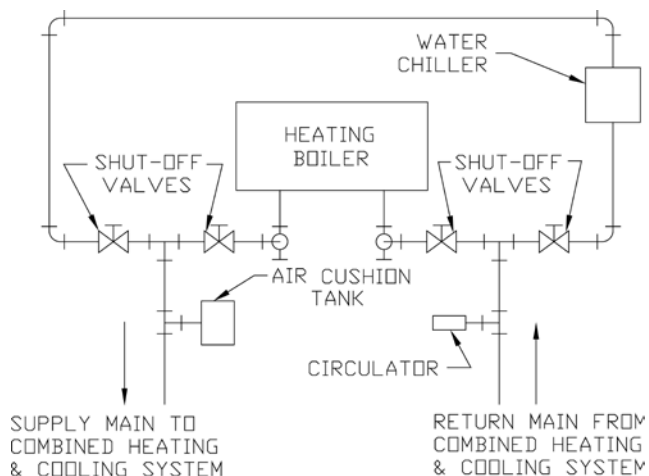 WATER
CHILLER
HEATING
BOILER
SHUT-OFF
VALVES
SHUT-OFF
VALVES
AIR CUSHION
TANK
CIRCULATOR
SUPPLY MAIN TO
COMBINED HEATING
& COOLING SYSTEM
RETURN MAIN FROM
COMBINED HEATING
& COOLING SYSTEM